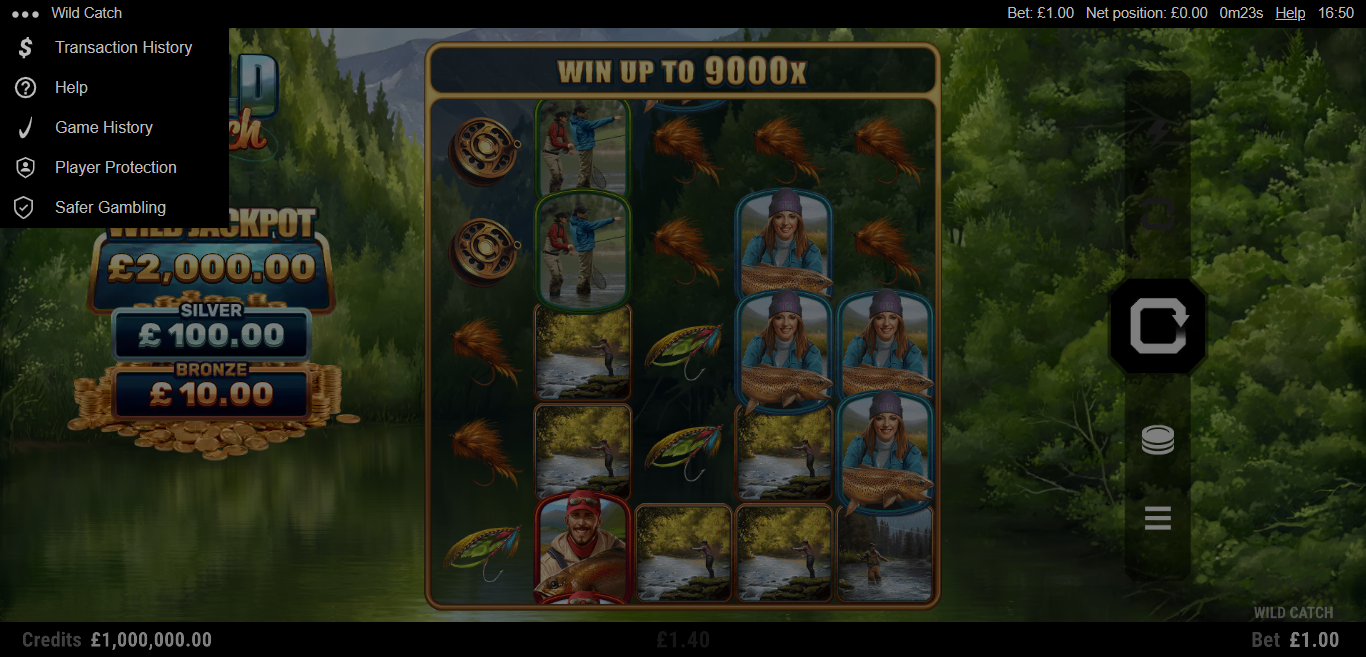 Wild Catch
Bet: £1.00 Net position: £0.00 0m23s Help 16:50
Transaction History
Help
Game History
Player Protection
Safer Gambling
WIN UP TO 9000X
WILD JACKPOT
£2,000.00
SILVER
£100.00
BRONZE
£10.00
WILD CATCH
Credits £1,000,000.00
£1.40
Bet £1.00